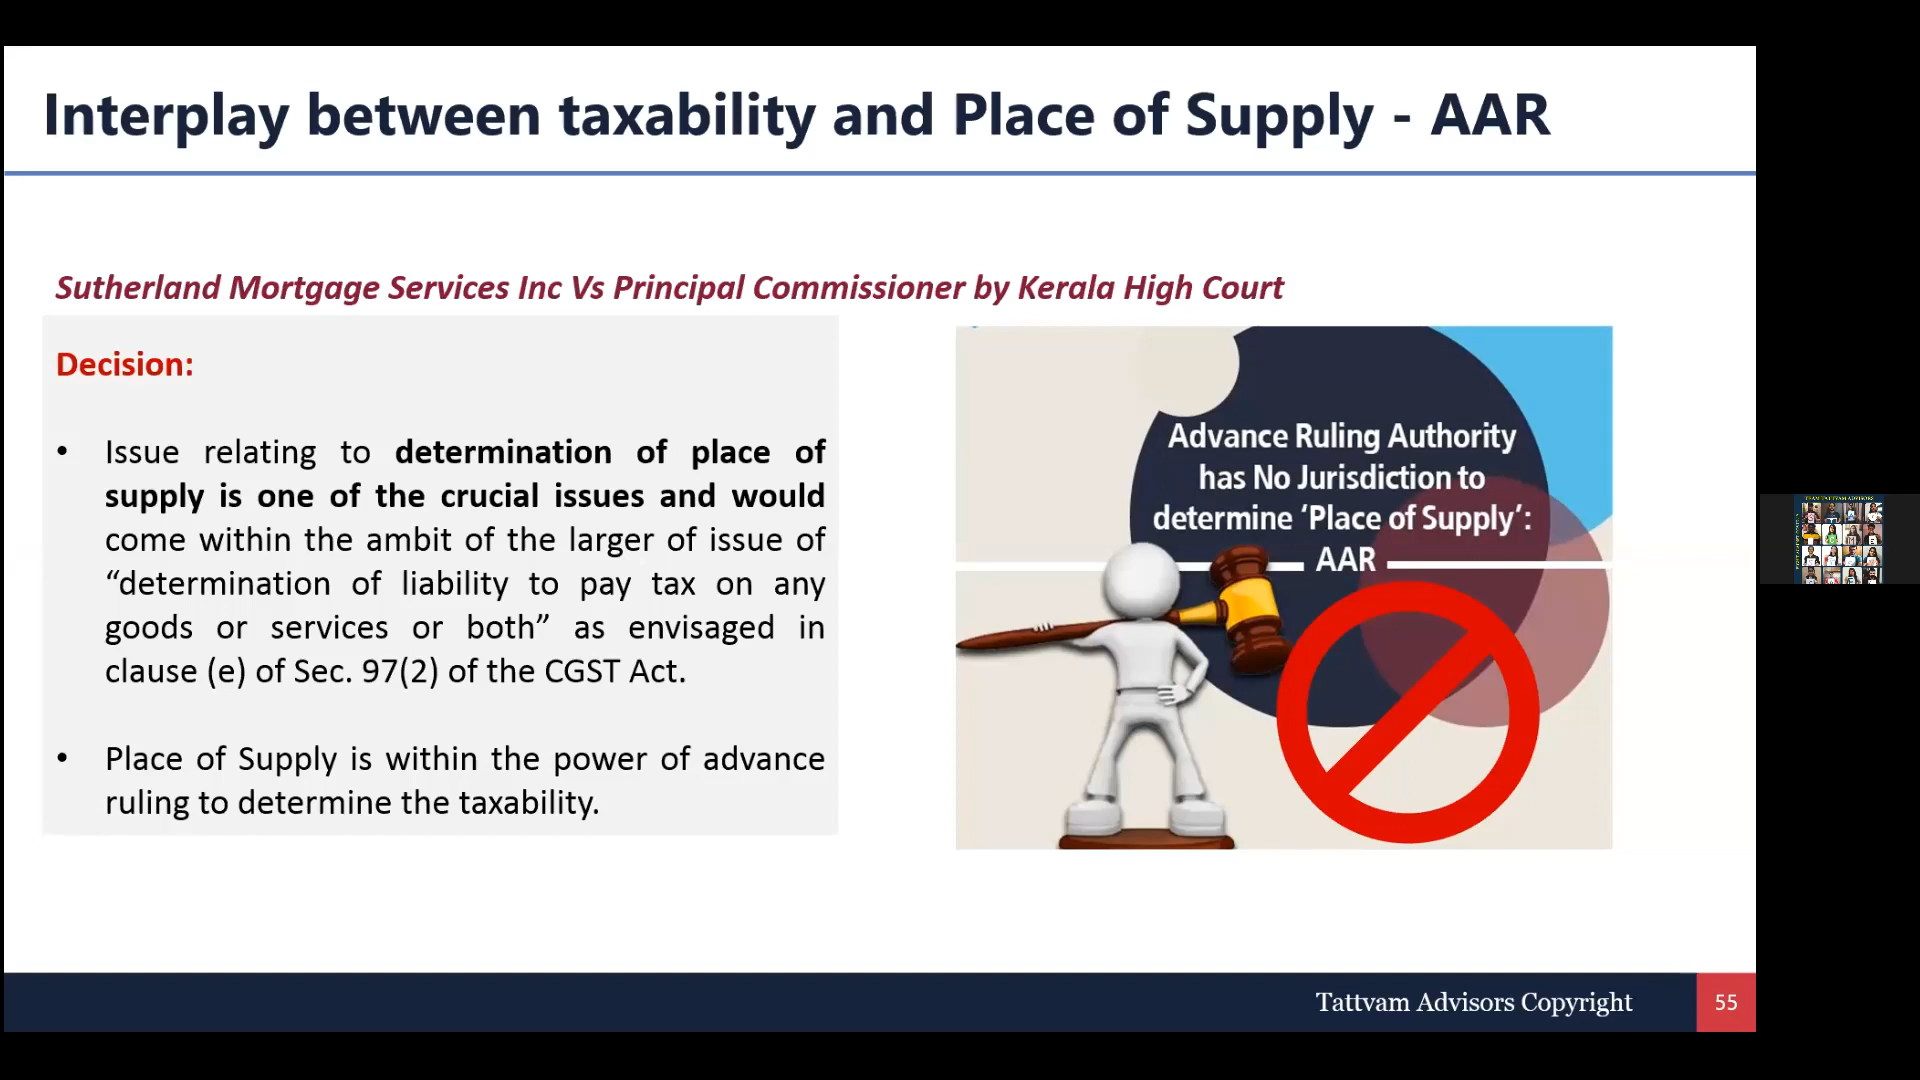 Interplay between taxability and Place of Supply - AAR
Sutherland Mortgage Services Inc Vs Principal Commissioner by Kerala High Court
Decision:
• Issue relating to determination of place of
supply is one of the crucial issues and would
come within the ambit of the larger of issue of
“determination of liability to pay tax on any
goods or services or both” as envisaged in
clause (e) of Sec. 97(2) of the CGST Act.
• Place of Supply is within the power of advance
ruling to determine the taxability.
Advance Ruling Authority
has No Jurisdiction to
determine ‘Place of Supply’:
AAR
Tattvam Advisors Copyright
55
TEAM TATTVAM ADVISORS